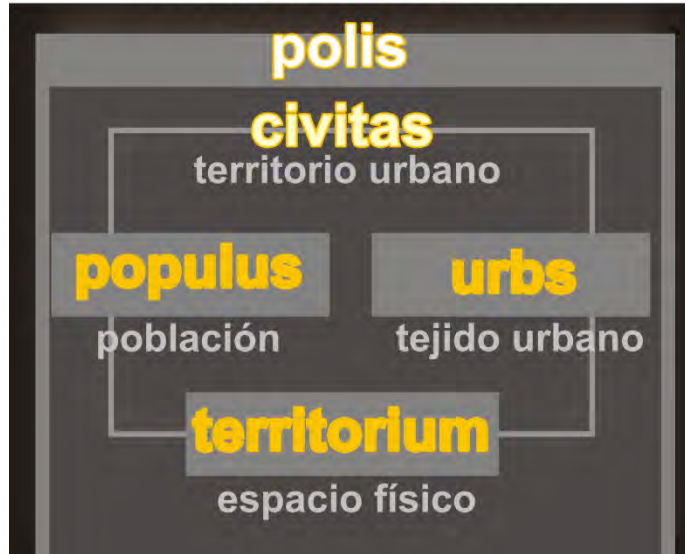 polis
civitas
territorio urbano
populus
urbs
población
tejido urbano
territorium
espacio físico